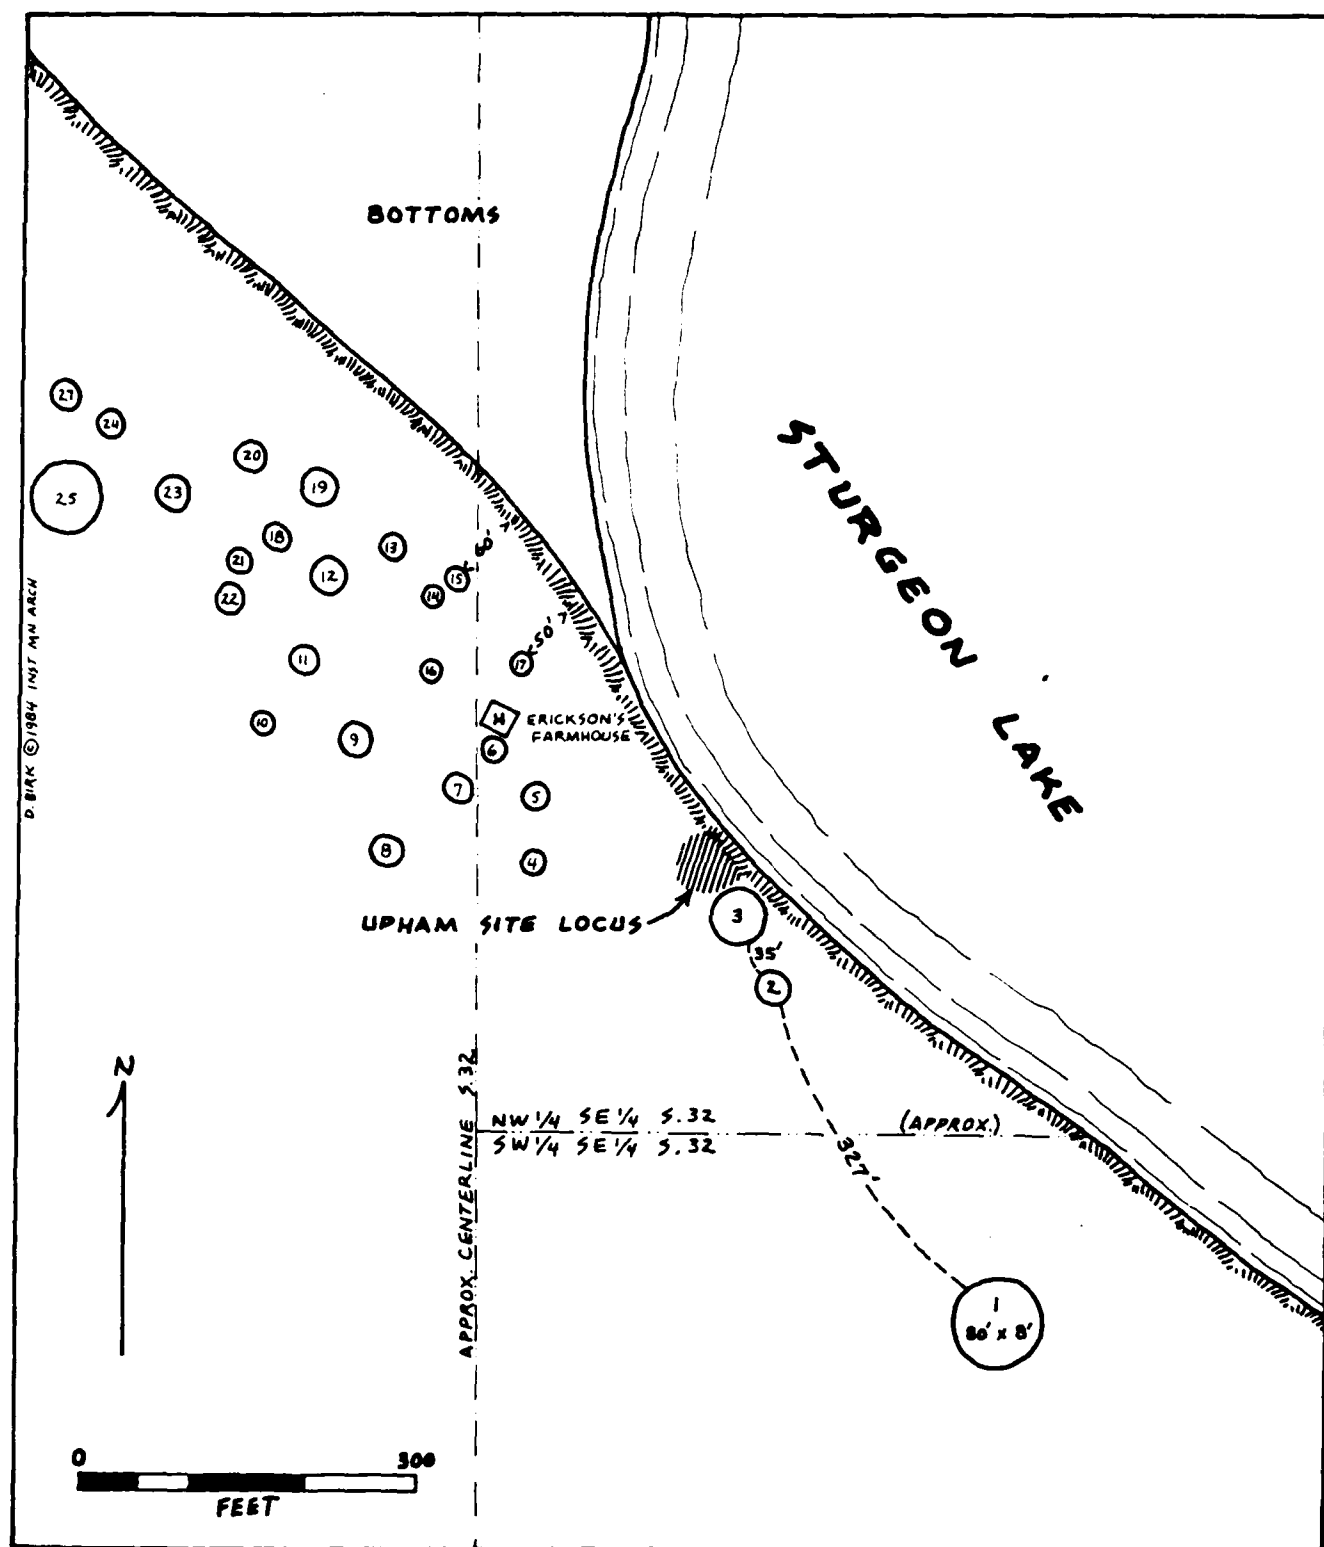 BOTTOMS
27
24
20
25
23
19
18
13
21
12
15
60'
22
14
11
16
17
50'
STURGEON LAKE
10
9
H
ERICKSON'S
FARMHOUSE
6
7
5
8
4
D. BIRK © 1984 INST MN ARCH
UPHAM SITE LOCUS
3
35'
2
N
APPROX. CENTERLINE S.32
NW 1/4 SE 1/4 S.32
(APPROX.)
SW 1/4 SE 1/4 S.32
327'
1
80' x 8'
0
300
FEET